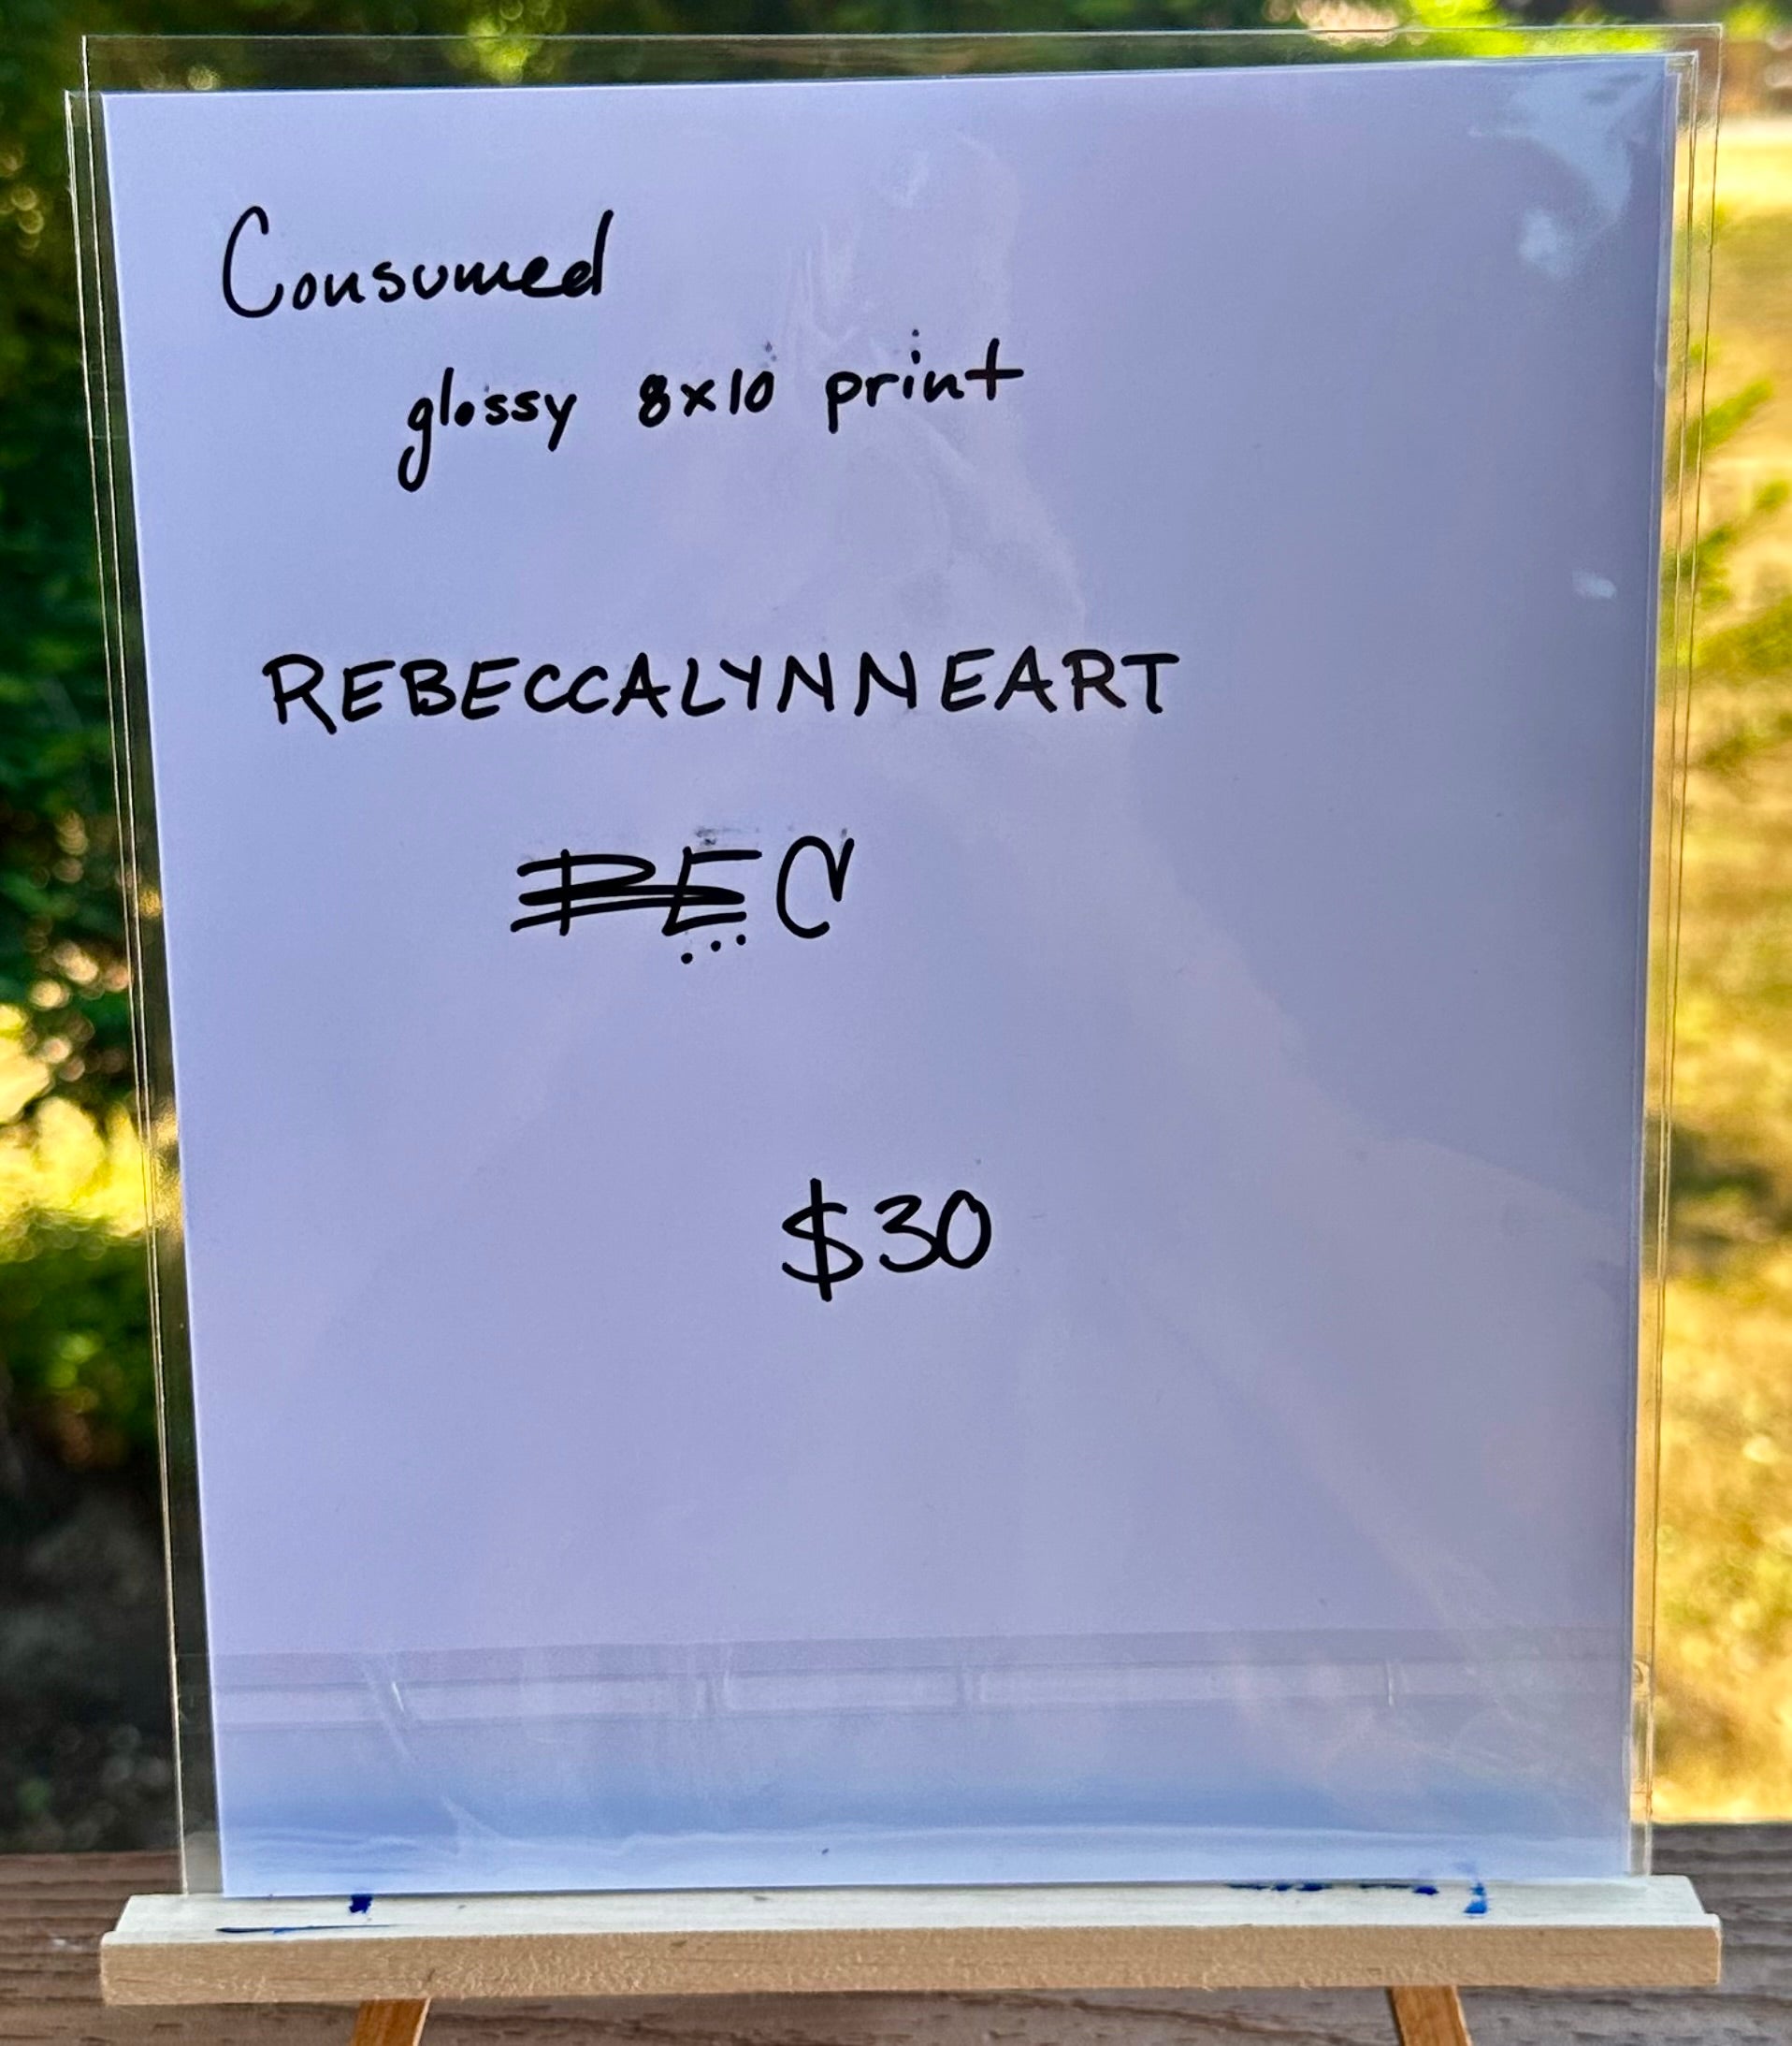 Consumed
glossy 8x10 print
REBECCALYNNEART
$30